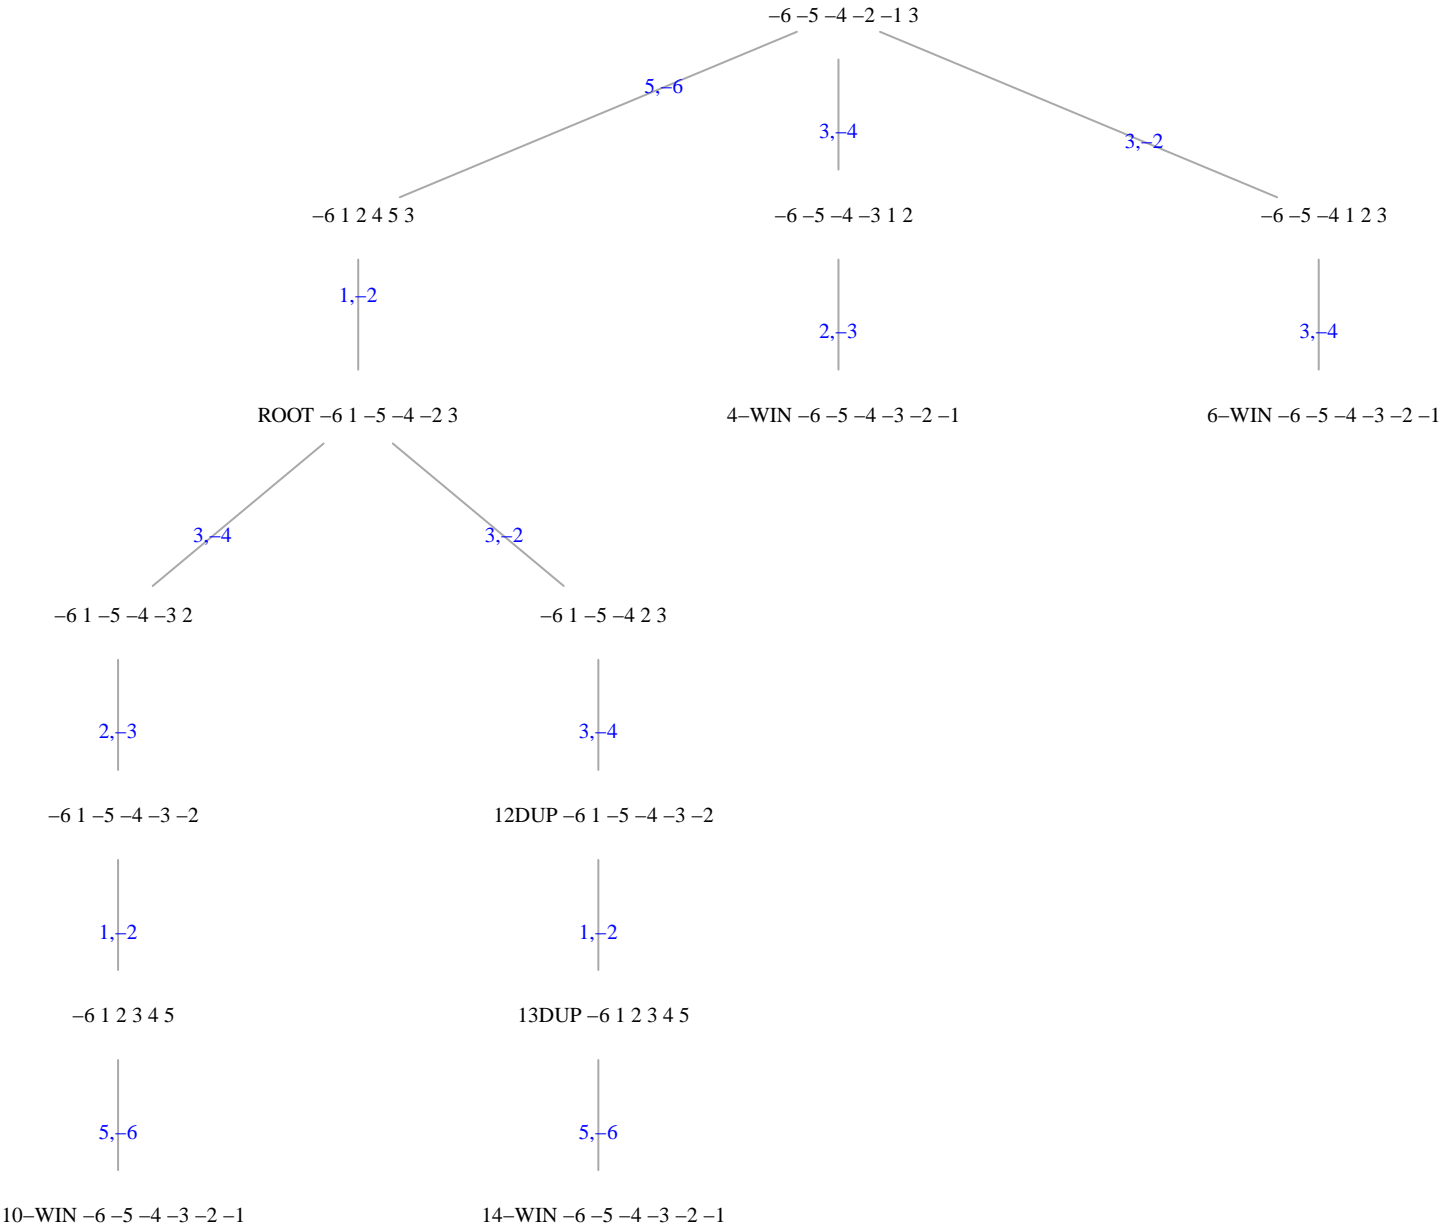 –6 –5 –4 –2 –1 3
5,–6
3,–4
3,–2
–6 1 2 4 5 3
–6 –5 –4 –3 1 2
–6 –5 –4 1 2 3
1,–2
2,–3
3,–4
ROOT –6 1 –5 –4 –2 3
4–WIN –6 –5 –4 –3 –2 –1
6–WIN –6 –5 –4 –3 –2 –1
3,–4
3,–2
–6 1 –5 –4 –3 2
–6 1 –5 –4 2 3
2,–3
3,–4
–6 1 –5 –4 –3 –2
12DUP –6 1 –5 –4 –3 –2
1,–2
1,–2
–6 1 2 3 4 5
13DUP –6 1 2 3 4 5
5,–6
5,–6
10–WIN –6 –5 –4 –3 –2 –1
14–WIN –6 –5 –4 –3 –2 –1